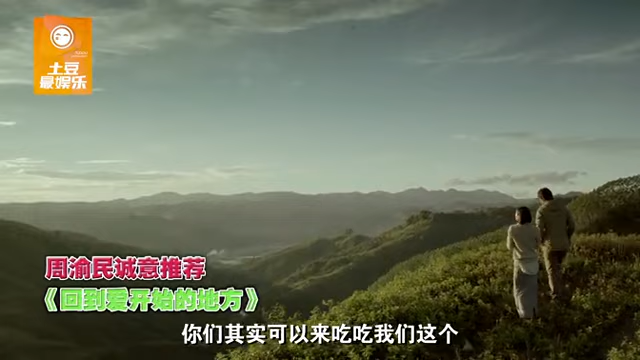 土豆
最娱乐
周渝民诚意推荐
《回到爱开始的地方》
你们其实可以来吃吃我们这个